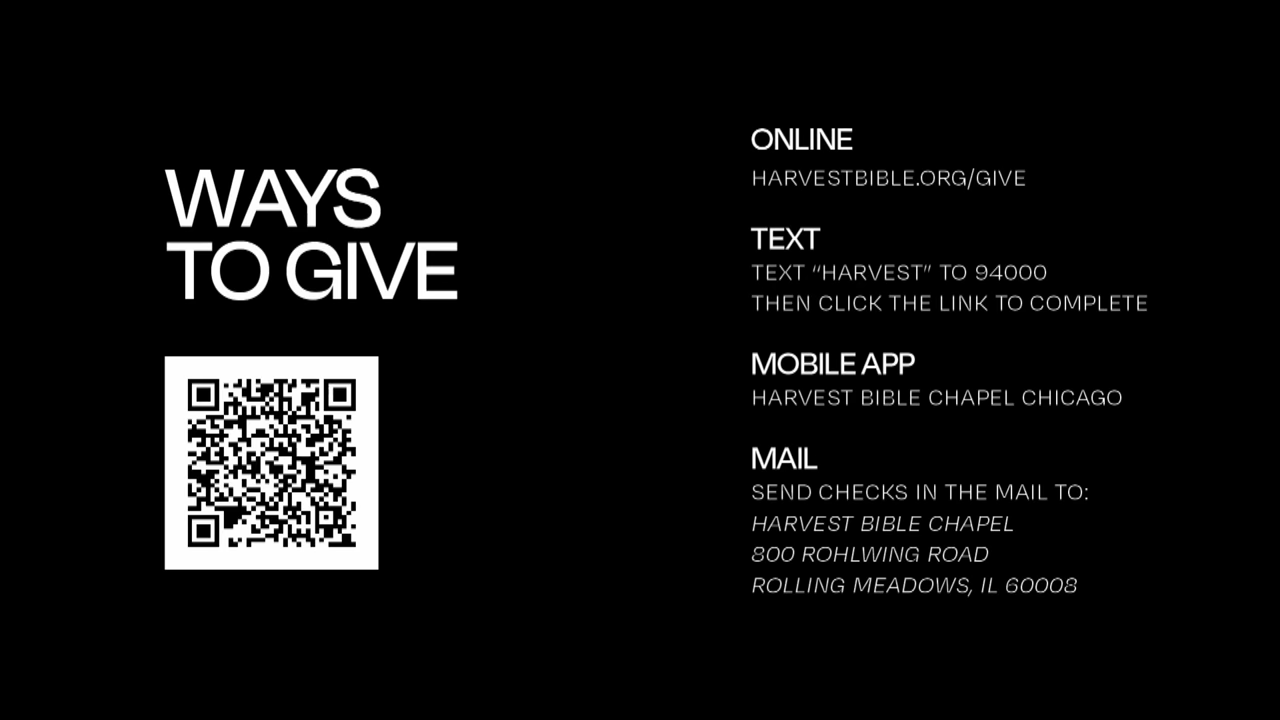 WAYS
TO GIVE
ONLINE
HARVESTBIBLE.ORG/GIVE
TEXT
TEXT “HARVEST” TO 94000
THEN CLICK THE LINK TO COMPLETE
MOBILE APP
HARVEST BIBLE CHAPEL CHICAGO
MAIL
SEND CHECKS IN THE MAIL TO:
HARVEST BIBLE CHAPEL
800 ROHLWING ROAD
ROLLING MEADOWS, IL 60008